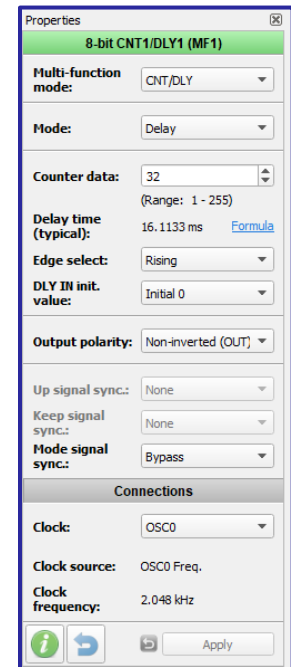 Properties
8-bit CNT1/DLY1 (MF1)
Multi-function
mode:
CNT/DLY
Mode:
Delay
Counter data:
32
(Range: 1 - 255)
Delay time
(typical):
16.1133 ms
Formula
Edge select:
Rising
DLY IN init.
value:
Initial 0
Output polarity:
Non-inverted (OUT)
Up signal sync.:
None
Keep signal
sync.:
None
Mode signal
sync.:
Bypass
Connections
Clock:
OSC0
Clock source:
OSC0 Freq.
Clock
frequency:
2.048 kHz
Apply